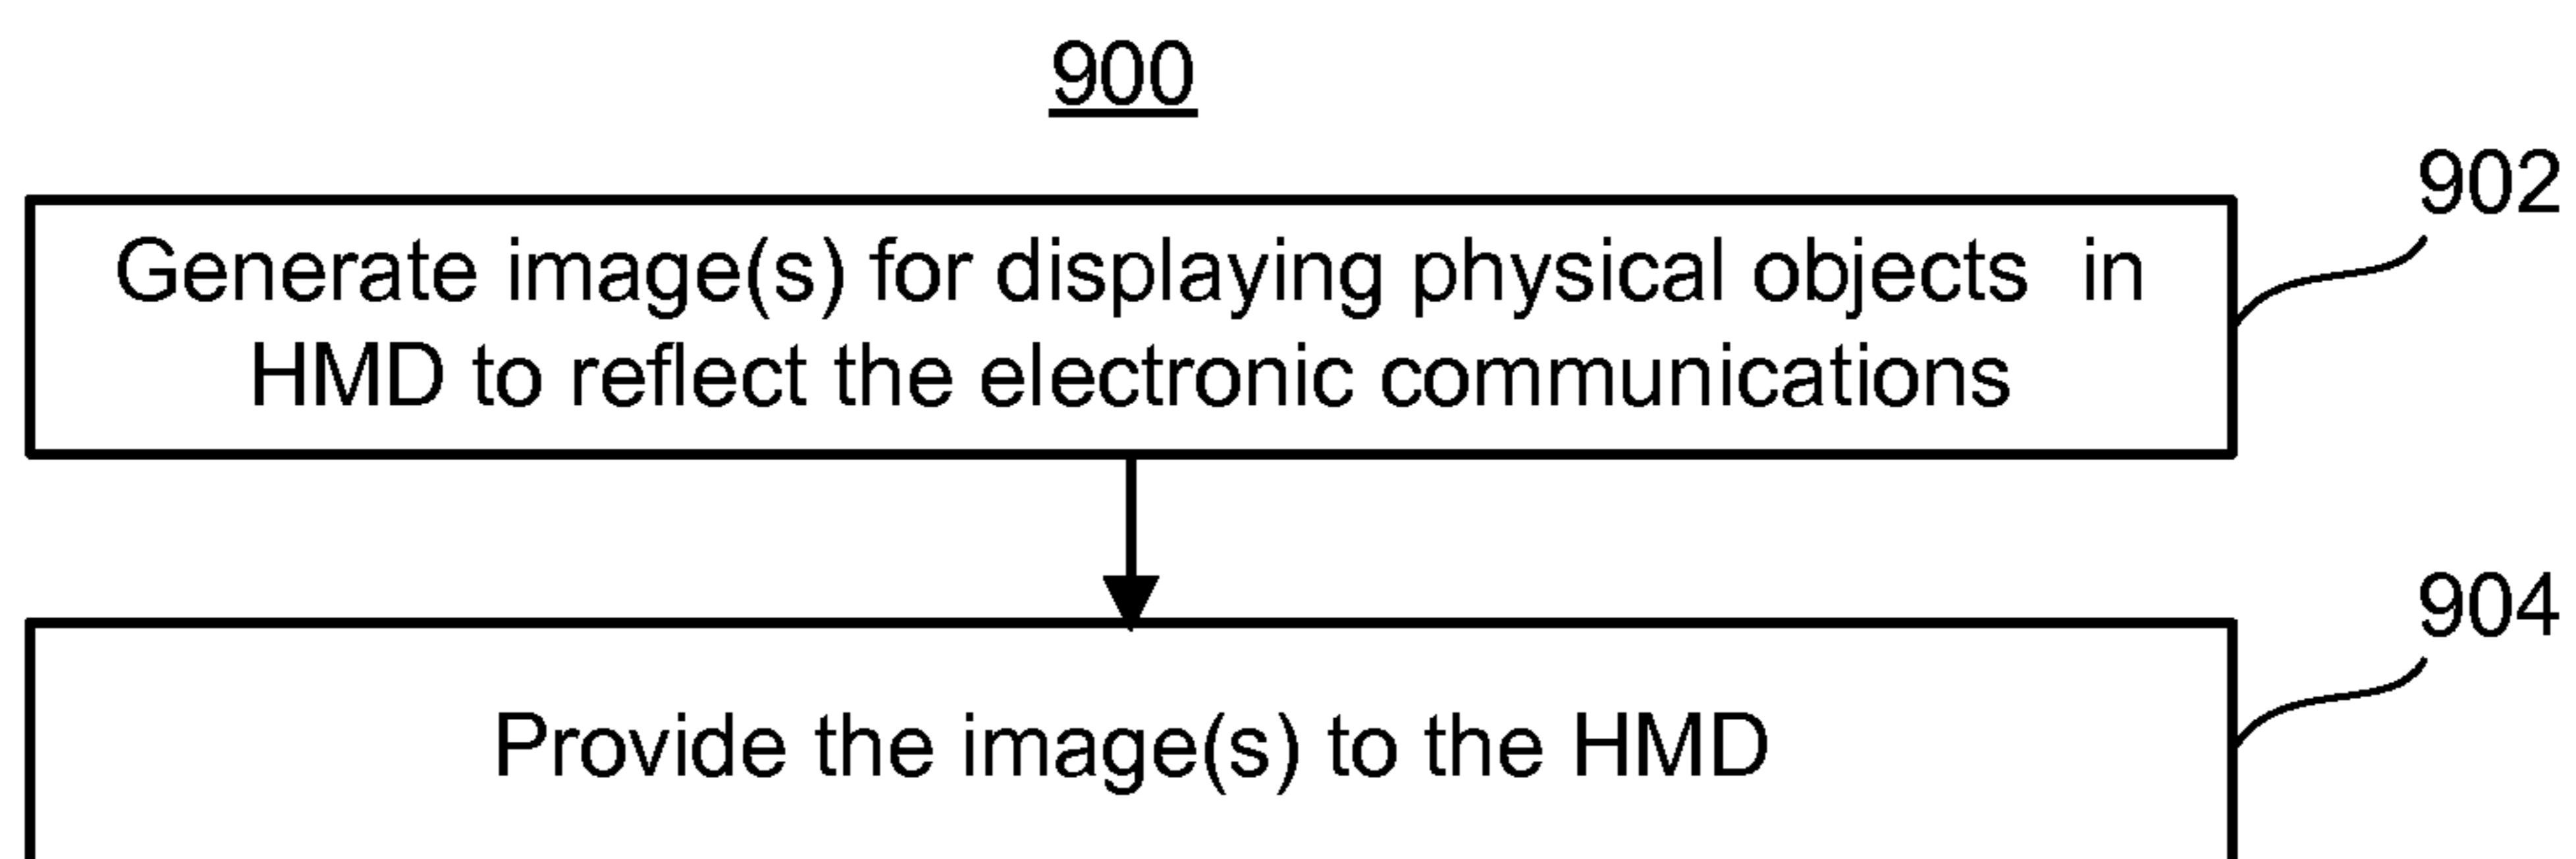 900
902
Generate image(s) for displaying physical objects in
HMD to reflect the electronic communications
904
Provide the image(s) to the HMD